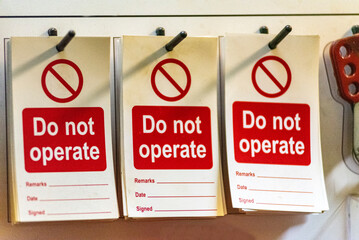 Do not
operate
Remarks
Date
Signed
Do not
operate
Remarks
Date
Signed
Do not
operate
Remarks
Date
Signed